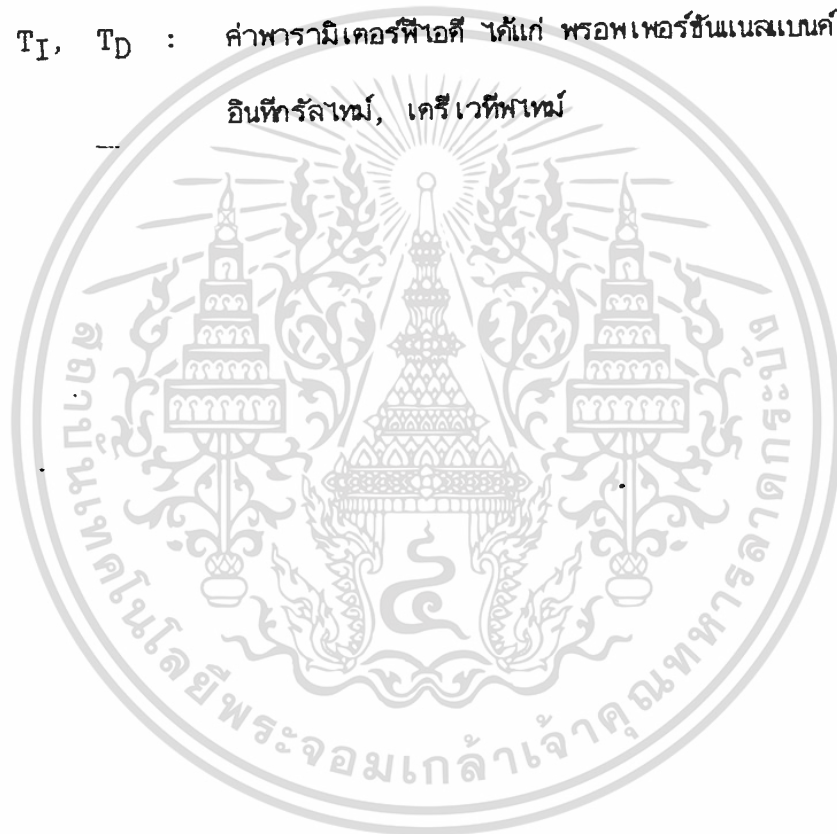 T_I, T_D : ค่าพารามิเตอร์พีไอดี ได้แก่ พรอพเพอร์ชันแนลแบนด์
อินทีกรัลไทม์, เดรีเวทีฟไทม์
สถาบันเทคโนโลยีพระจอมเกล้าเจ้าคุณทหารลาดกระบัง